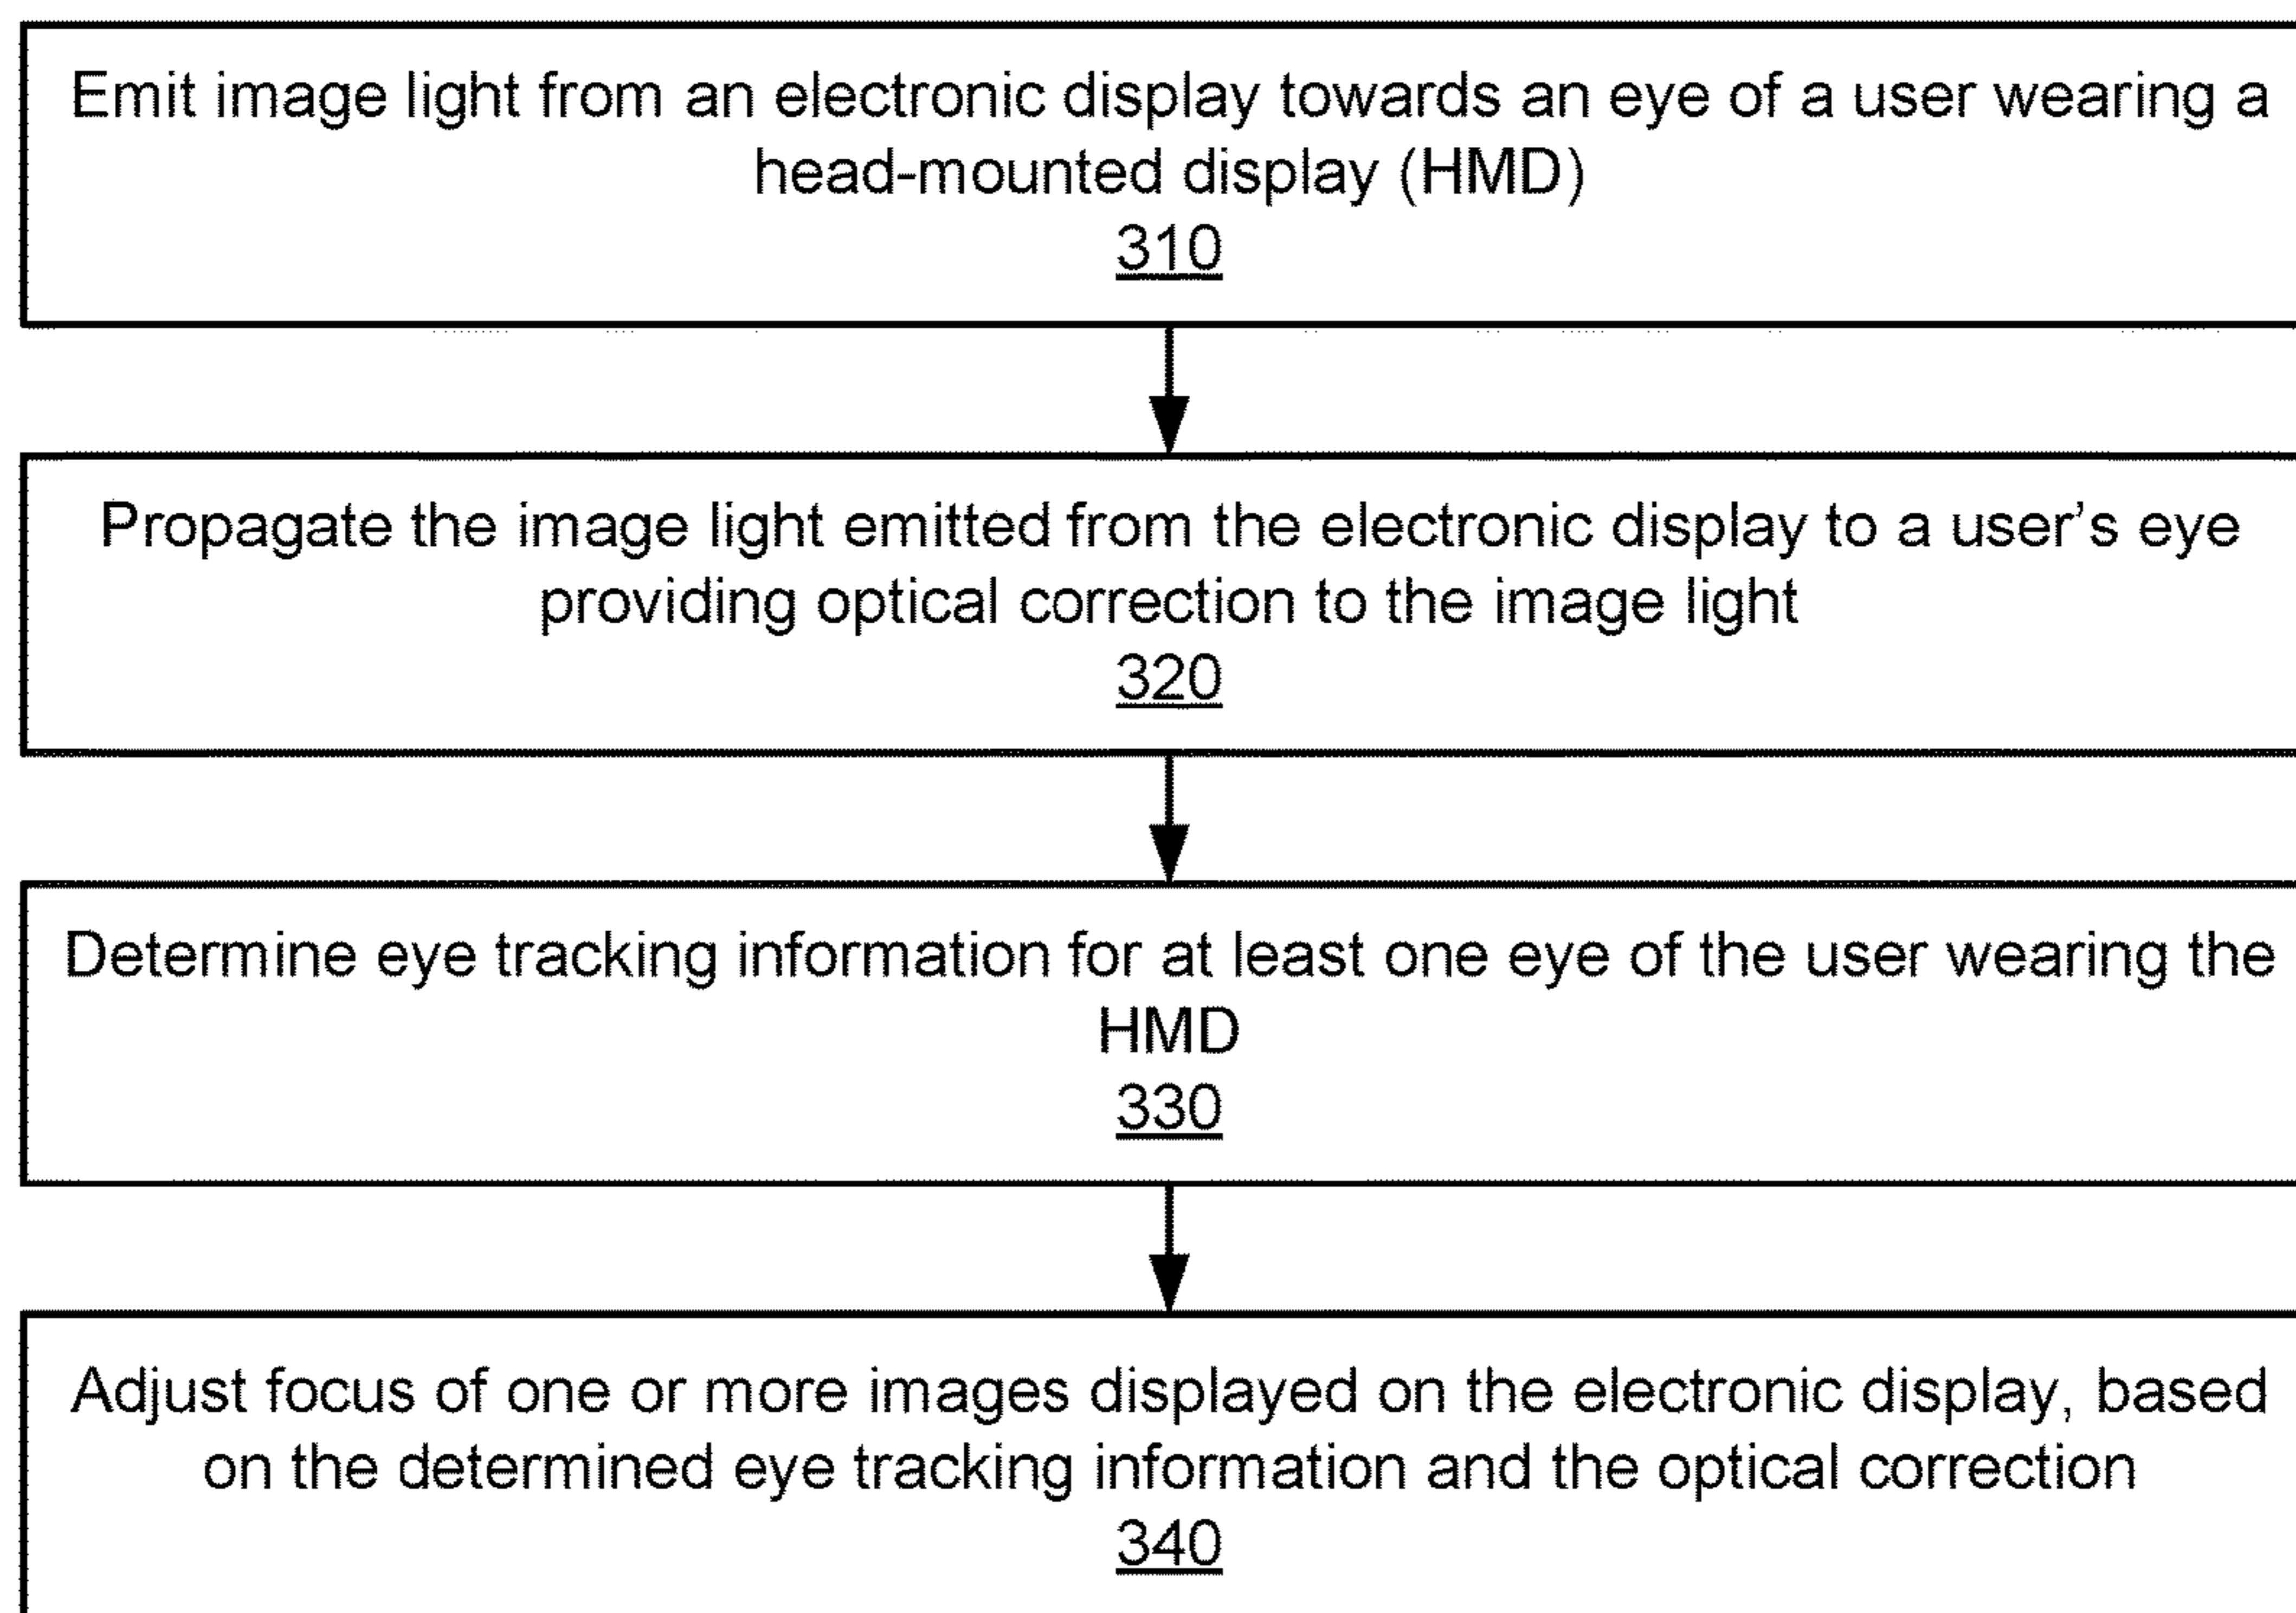 Emit image light from an electronic display towards an eye of a user wearing a
head-mounted display (HMD)
310
Propagate the image light emitted from the electronic display to a user's eye
providing optical correction to the image light
320
Determine eye tracking information for at least one eye of the user wearing the
HMD
330
Adjust focus of one or more images displayed on the electronic display, based
on the determined eye tracking information and the optical correction
340